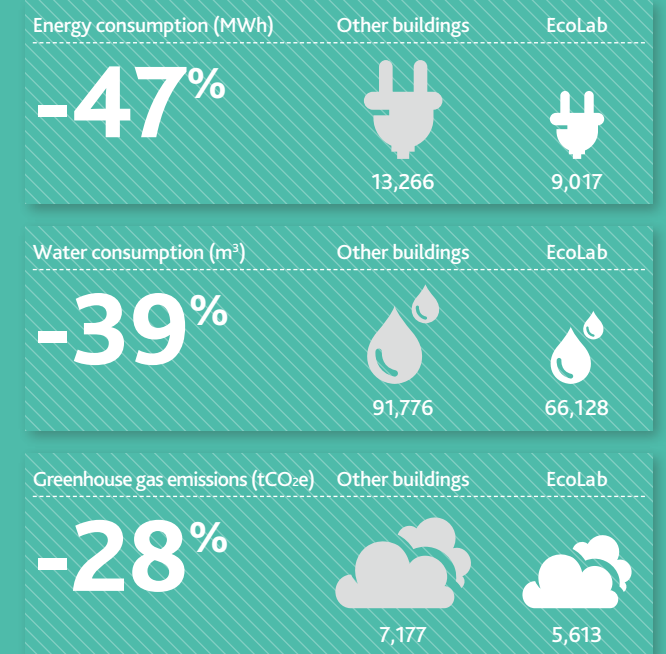 Energy consumption (MWh) Other buildings EcoLab
-47%
13,266 9,017
Water consumption (m³) Other buildings EcoLab
-39%
91,776 66,128
Greenhouse gas emissions (tCO₂e) Other buildings EcoLab
-28%
7,177 5,613